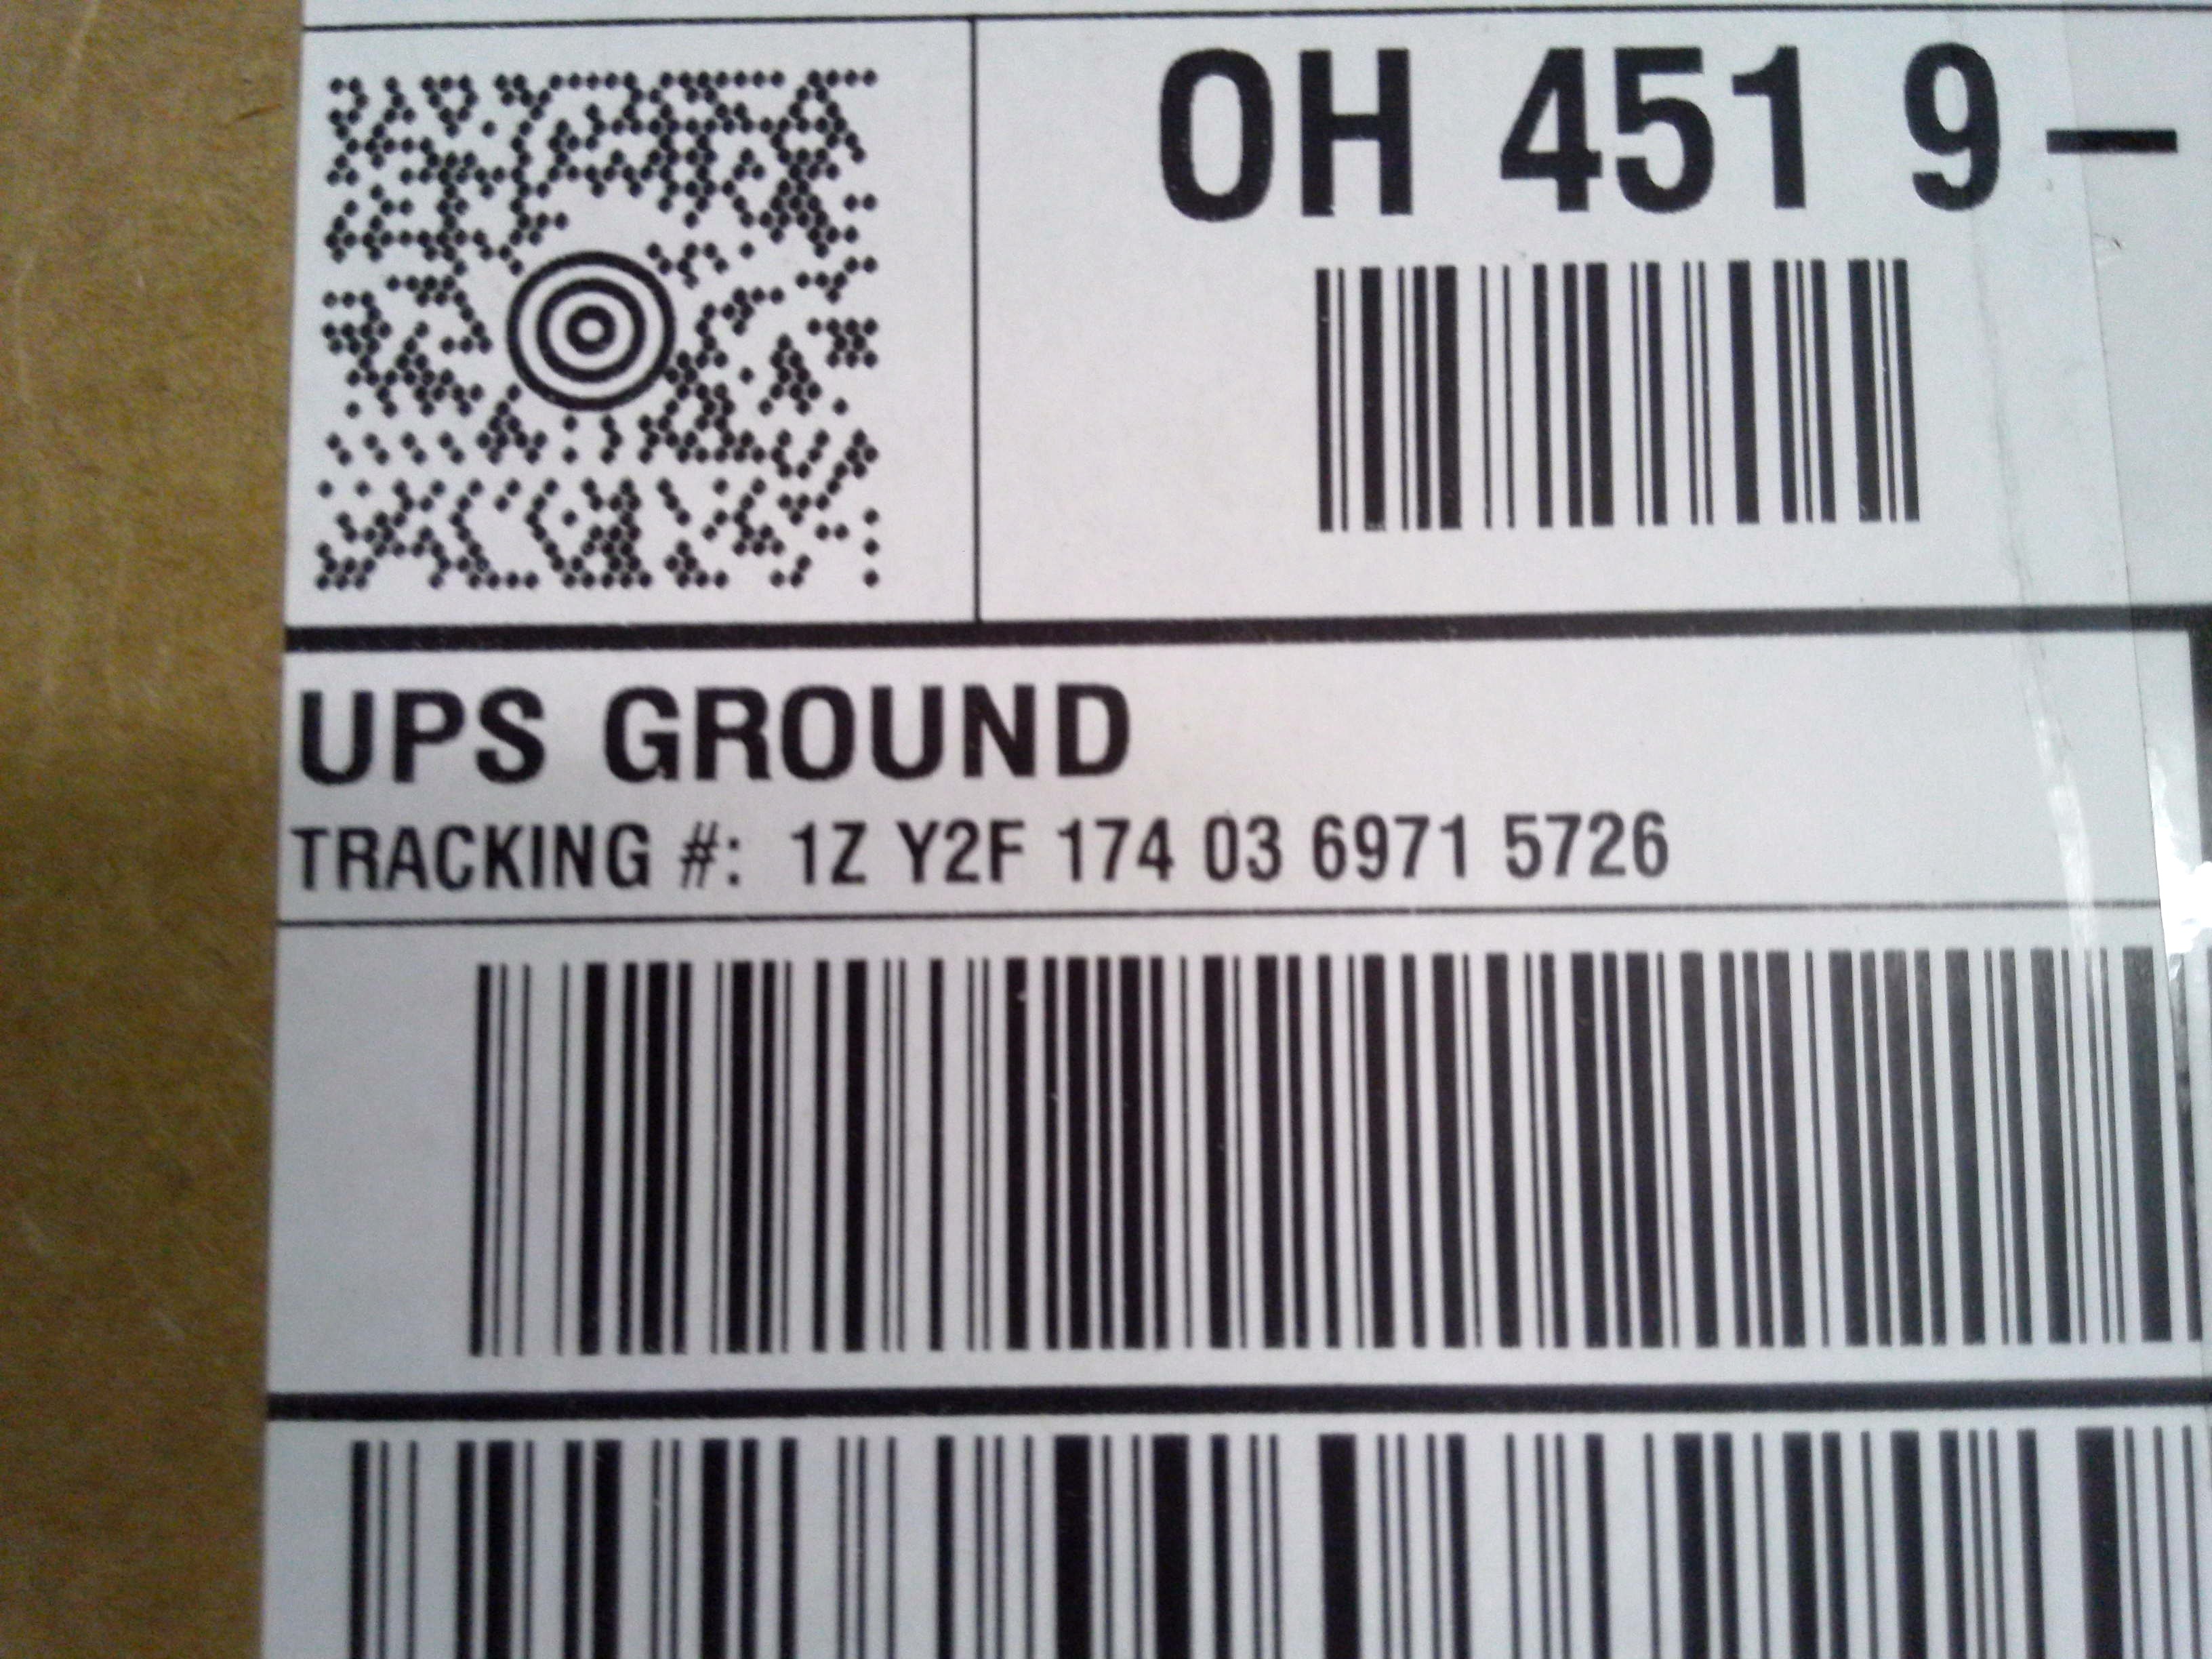 OH 451 9-
UPS GROUND
TRACKING #: 1Z Y2F 174 03 6971 5726